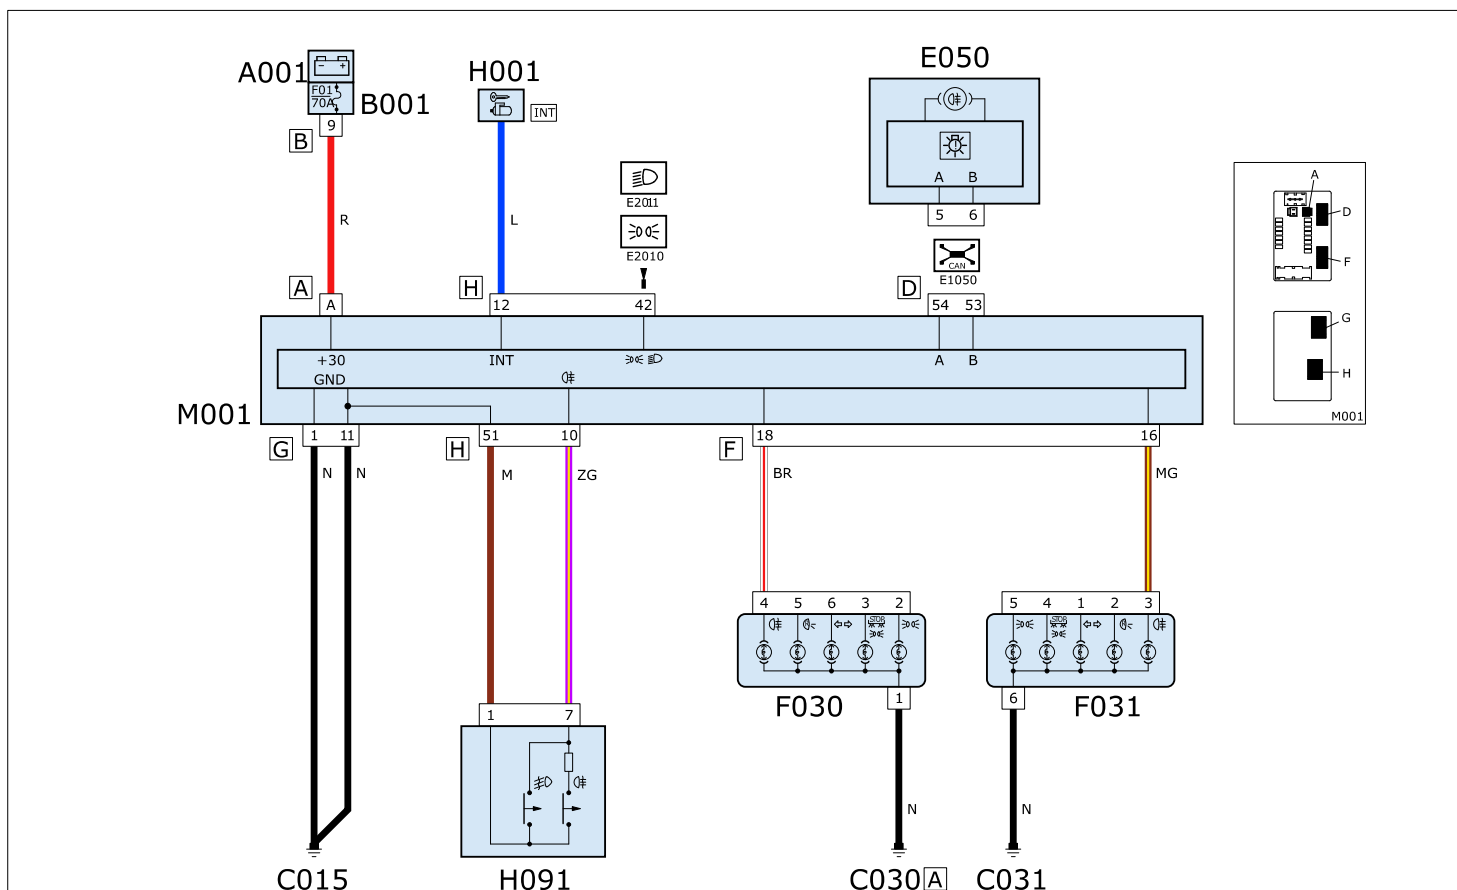 A001
F01
70A
B001
9
B
R
A
A
H001
INT
L
H
12
42
E2011
E2010
E050
A B
5 6
CAN
E1050
D
54 53
+30
INT
A B
GND
M001
G
1 11
H
51 10
F
18
16
N
N
M
ZG
BR
MG
4 5 6 3 2
STOP
F030
1
5 4 1 2 3
STOP
F031
6
1 7
N
N
C015
H091
C030 A
C031
A
D
F
G
H
M001